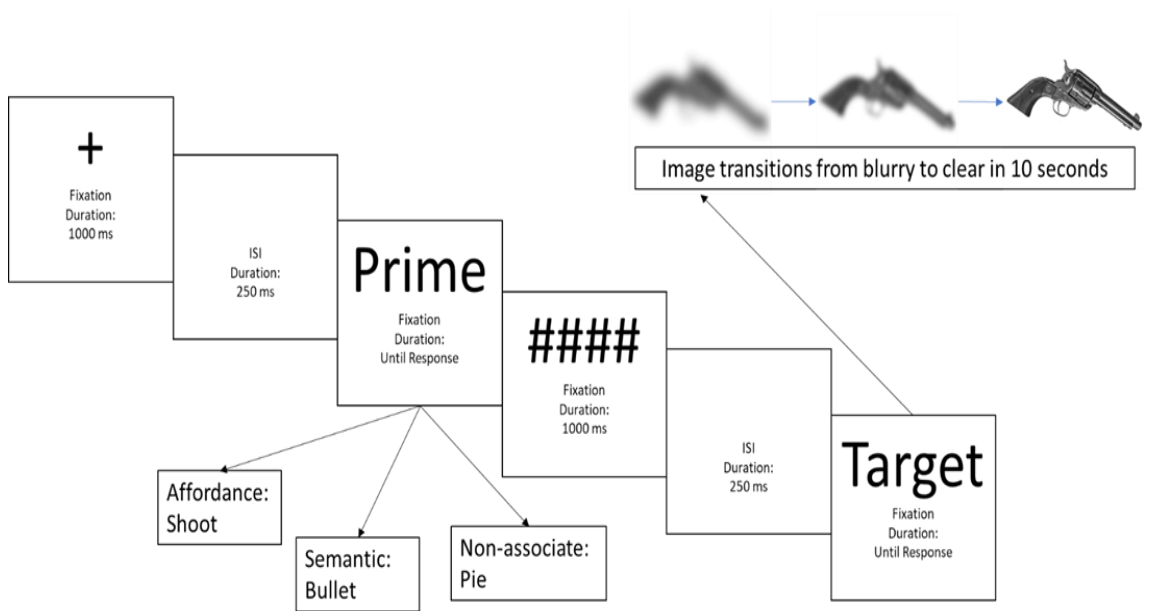 +
Fixation
Duration:
1000 ms
ISI
Duration:
250 ms
Prime
Fixation
Duration:
Until Response
Affordance:
Shoot
Semantic:
Bullet
Non-associate:
Pie
####
Fixation
Duration:
1000 ms
ISI
Duration:
250 ms
Target
Fixation
Duration:
Until Response
Image transitions from blurry to clear in 10 seconds